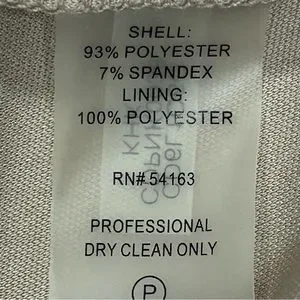 SHELL:
93% POLYESTER
7% SPANDEX
LINING:
100% POLYESTER
RN# 54163
PROFESSIONAL
DRY CLEAN ONLY
P